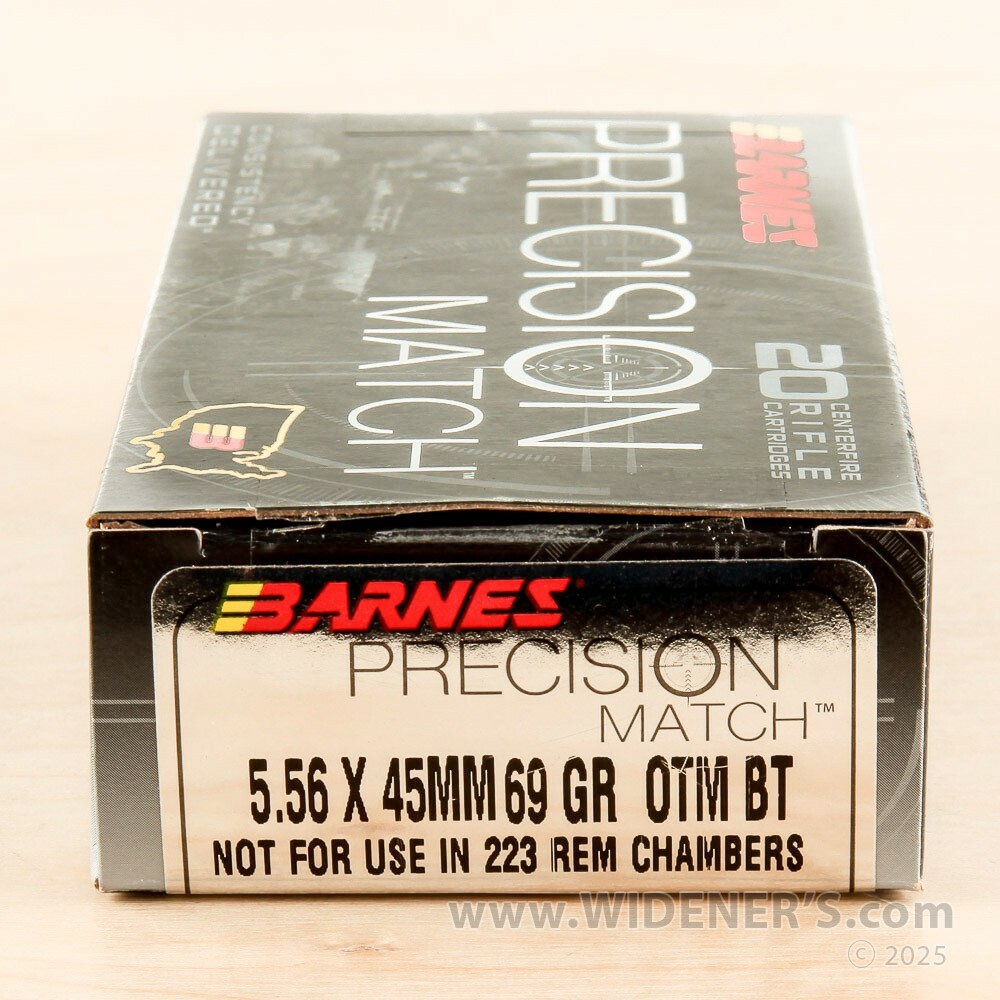 BARNES
PRECISION
MATCH™
CONSISTENCY
DELIVERED
20
CENTERFIRE
RIFLE
CARTRIDGES
BARNES
PRECISION
MATCH™
5.56 X 45MM 69 GR OTM BT
NOT FOR USE IN 223 REM CHAMBERS
www.WIDENER'S.com
© 2025